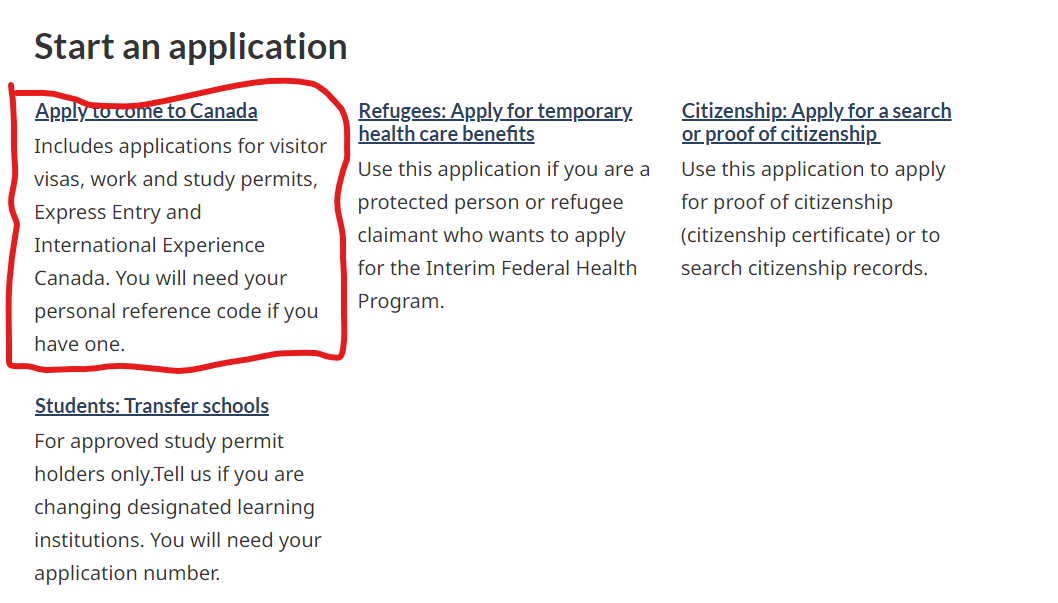 Start an application
Apply to come to Canada
Includes applications for visitor
visas, work and study permits,
Express Entry and
International Experience
Canada. You will need your
personal reference code if you
have one.
Refugees: Apply for temporary
health care benefits
Use this application if you are a
protected person or refugee
claimant who wants to apply
for the Interim Federal Health
Program.
Citizenship: Apply for a search
or proof of citizenship
Use this application to apply
for proof of citizenship
(citizenship certificate) or to
search citizenship records.
Students: Transfer schools
For approved study permit
holders only.Tell us if you are
changing designated learning
institutions. You will need your
application number.